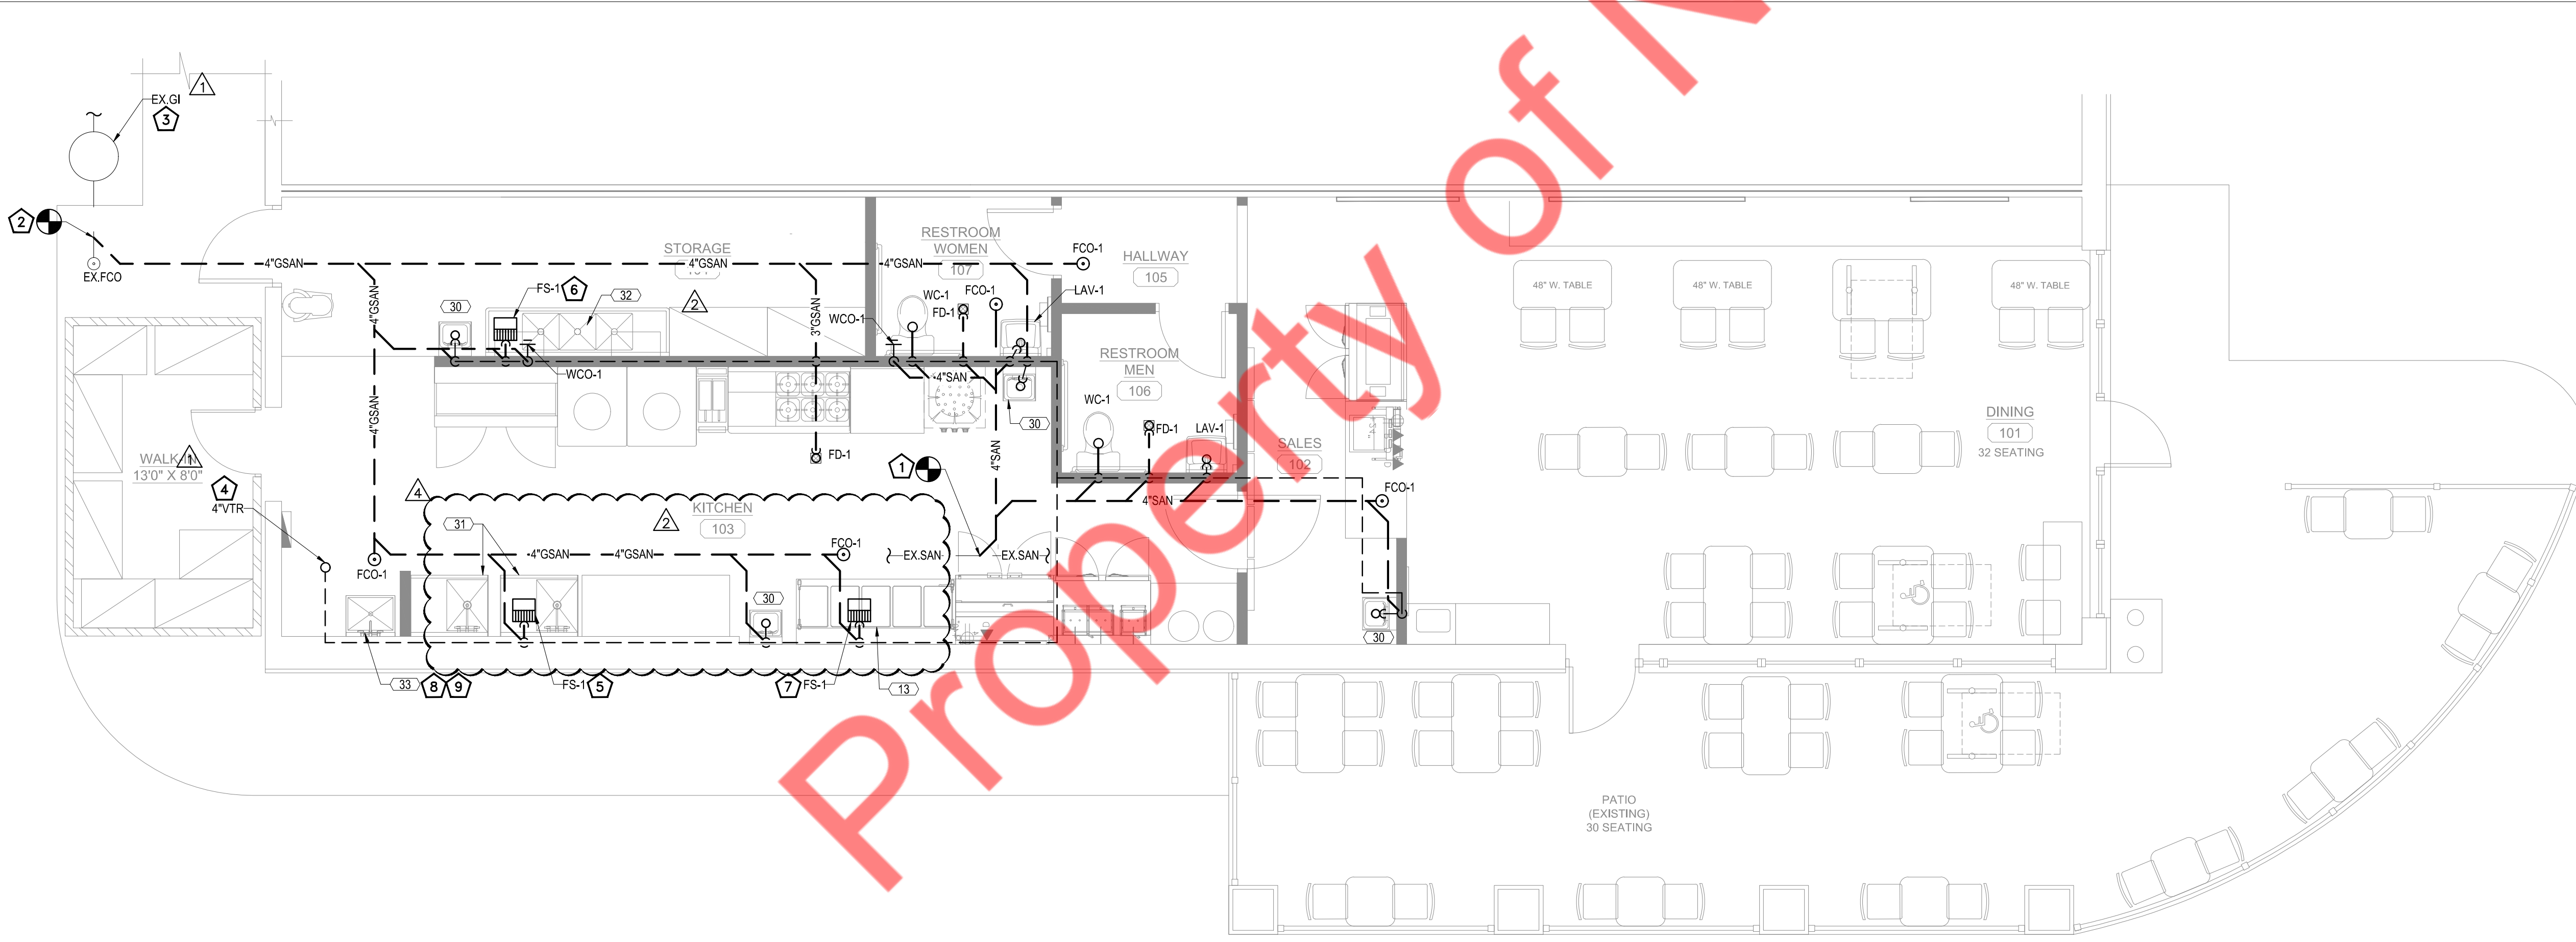 1
EX.GI
3
2
EX.FCO
4"GSAN
STORAGE
4"GSAN
4"GSAN
RESTROOM
WOMEN
107
FCO-1
HALLWAY
105
30
FS-1
6
32
2
4"GSAN
3"GSAN
WCO-1
WC-1
FD-1
FCO-1
LAV-1
WCO-1
4"SAN
30
RESTROOM
MEN
106
WC-1
FD-1
LAV-1
SALES
102
48" W. TABLE
48" W. TABLE
48" W. TABLE
DINING
101
32 SEATING
4"GSAN
FD-1
4"SAN
1
WALK-IN
13'0" X 8'0"
1
4
4"VTR
4
31
2
KITCHEN
103
4"SAN
FCO-1
4"GSAN
4"GSAN
FCO-1
EX.SAN
EX.SAN
FCO-1
30
30
33
8
9
FS-1
5
7
FS-1
13
PATIO
(EXISTING)
30 SEATING
Property of